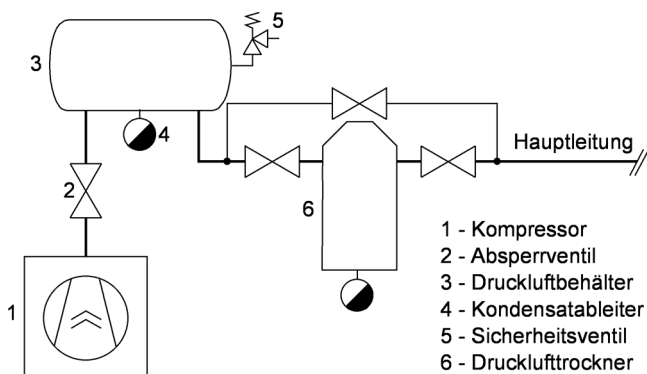 5
3
4
Hauptleitung
2
6
1
1 - Kompressor
2 - Absperrventil
3 - Druckluftbehälter
4 - Kondensatableiter
5 - Sicherheitsventil
6 - Drucklufttrockner